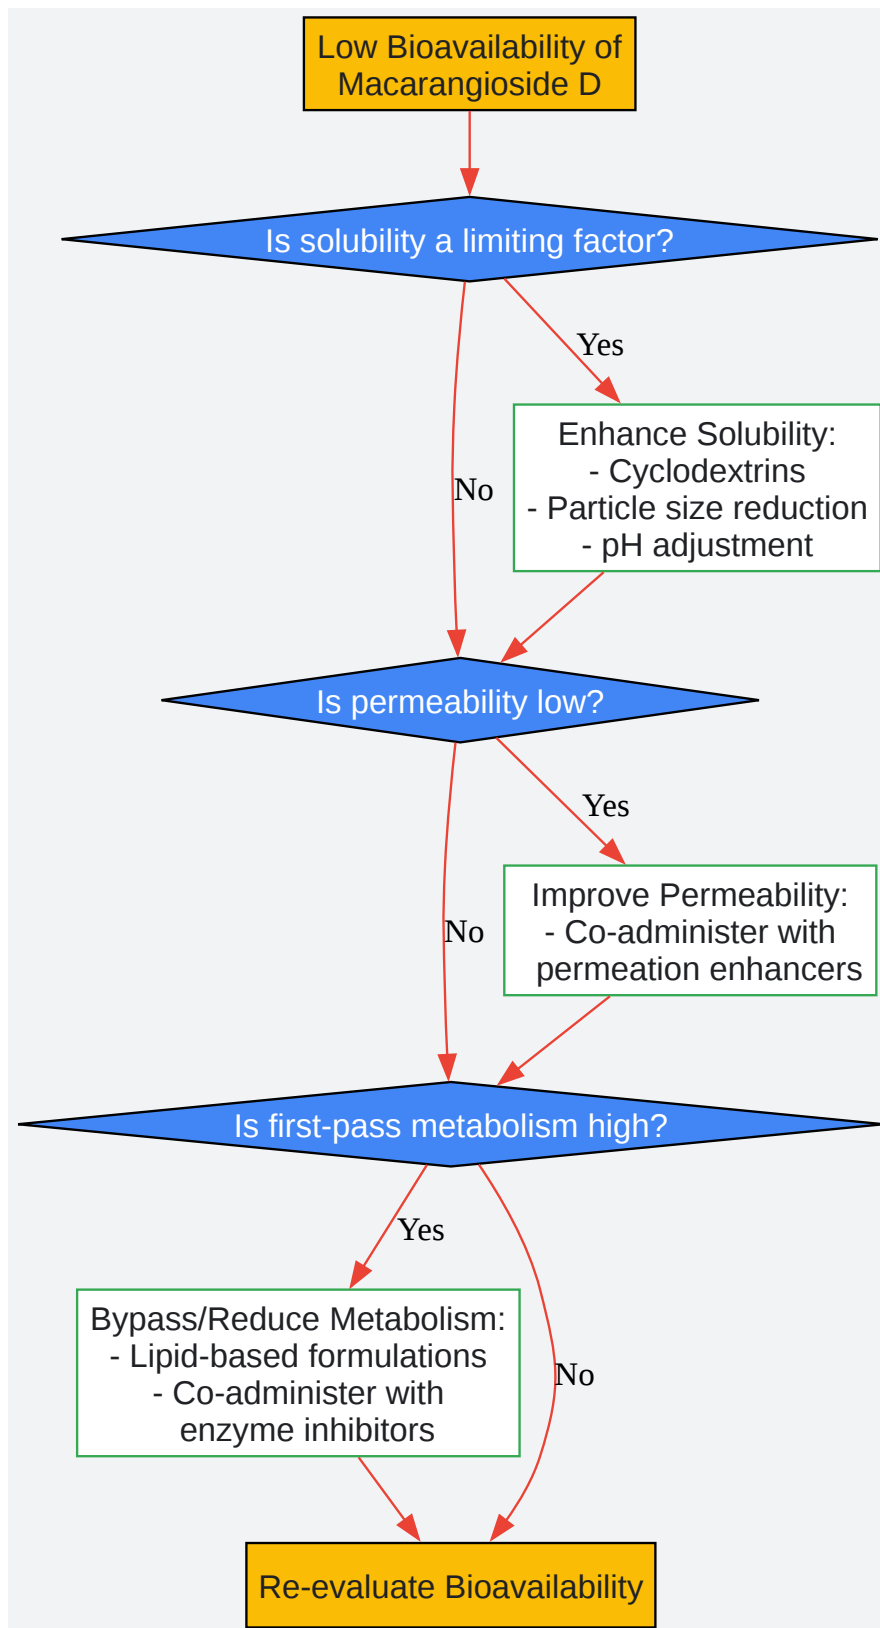 Low Bioavailability of
Macarangioside D
Is solubility a limiting factor?
Yes
Enhance Solubility:
- Cyclodextrins
- Particle size reduction
- pH adjustment
No
Is permeability low?
Yes
Improve Permeability:
- Co-administer with
permeation enhancers
No
Is first-pass metabolism high?
Yes
Bypass/Reduce Metabolism:
- Lipid-based formulations
- Co-administer with
enzyme inhibitors
No
Re-evaluate Bioavailability